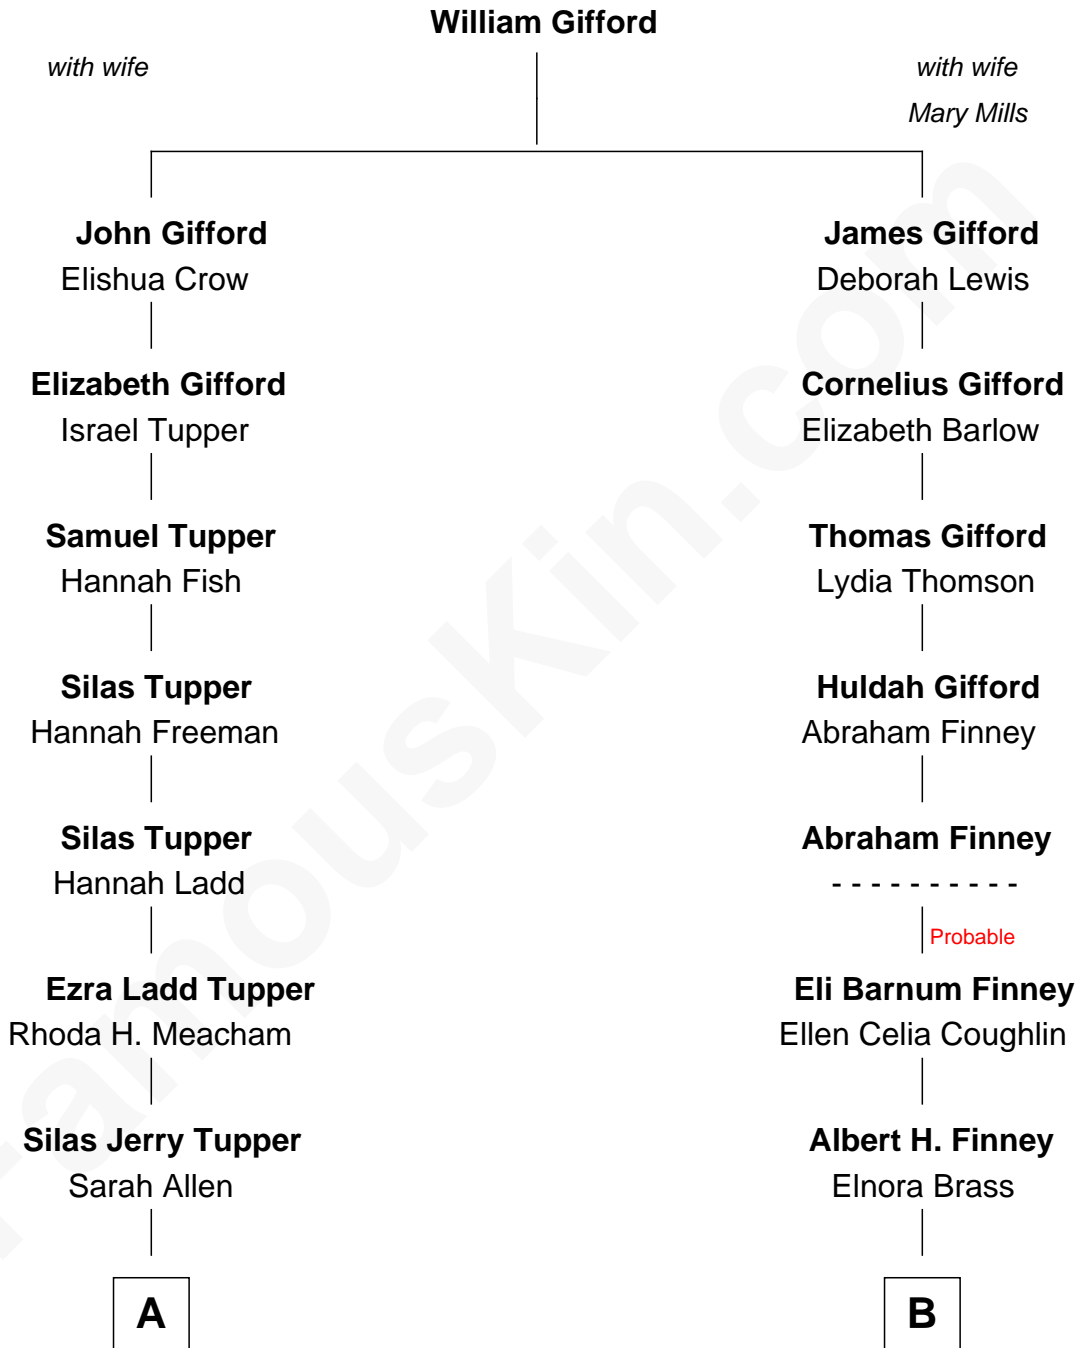 William Gifford
with wife
with wife
Mary Mills
John Gifford
Elishua Crow
James Gifford
Deborah Lewis
Elizabeth Gifford
Israel Tupper
Cornelius Gifford
Elizabeth Barlow
Samuel Tupper
Hannah Fish
Thomas Gifford
Lydia Thomson
Silas Tupper
Hannah Freeman
Huldah Gifford
Abraham Finney
Silas Tupper
Hannah Ladd
Abraham Finney
- - - - - - - - - -
Probable
Ezra Ladd Tupper
Rhoda H. Meacham
Eli Barnum Finney
Ellen Celia Coughlin
Silas Jerry Tupper
Sarah Allen
Albert H. Finney
Elnora Brass
A
B
FamousKin.com